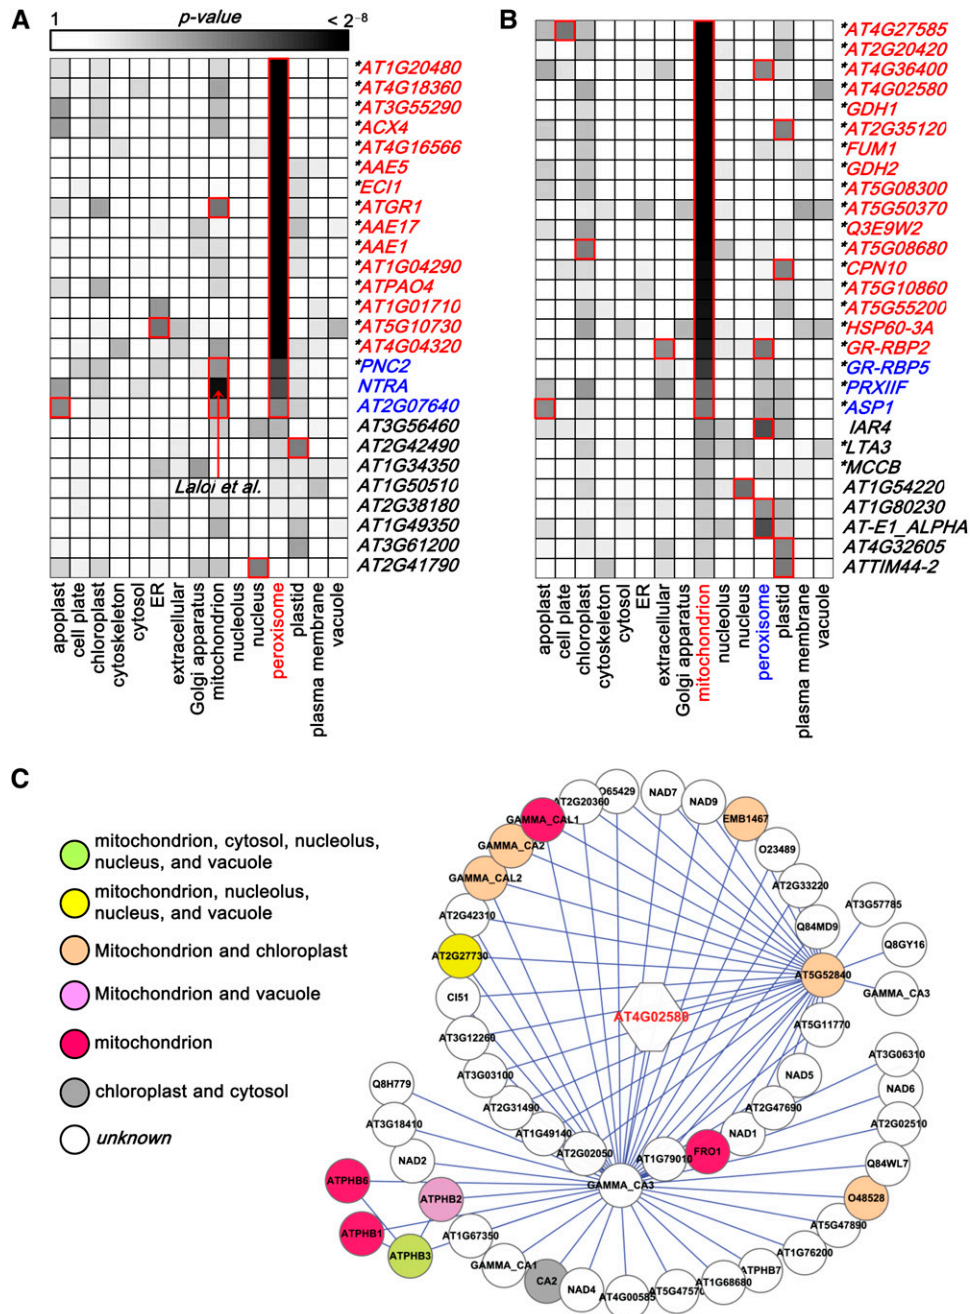 A
p-value
1
< 2⁻⁸
*AT1G20480
*AT4G18360
*AT3G55290
*ACX4
*AT4G16566
*AAE5
*ECI1
*ATGR1
*AAE17
*AAE1
*AT1G04290
*ATPAO4
*AT1G01710
*AT5G10730
*AT4G04320
*PNC2
NTRA
AT2G07640
AT3G56460
AT2G42490
AT1G34350
AT1G50510
AT2G38180
AT1G49350
AT3G61200
AT2G41790
Laloi et al.
apoplast
cell plate
chloroplast
cytoskeleton
cytosol
ER
extracellular
Golgi apparatus
mitochondrion
nucleolus
nucleus
peroxisome
plastid
plasma membrane
vacuole
B
*AT4G27585
*AT2G20420
*AT4G36400
*AT4G02580
*GDH1
*AT2G35120
*FUM1
*GDH2
*AT5G08300
*AT5G50370
*Q3E9W2
*AT5G08680
*CPN10
*AT5G10860
*AT5G55200
*HSP60-3A
*GR-RBP2
*GR-RBP5
*PRXIIF
*ASP1
IAR4
*LTA3
*MCCB
AT1G54220
AT1G80230
AT-E1_ALPHA
AT4G32605
ATTIM44-2
apoplast
cell plate
chloroplast
cytoskeleton
cytosol
ER
extracellular
Golgi apparatus
mitochondrion
nucleolus
nucleus
peroxisome
plastid
plasma membrane
vacuole
C
mitochondrion, cytosol, nucleolus,
nucleus, and vacuole
mitochondrion, nucleolus,
nucleus, and vacuole
Mitochondrion and chloroplast
Mitochondrion and vacuole
mitochondrion
chloroplast and cytosol
unknown
AT2G20360
O65429
NAD7
NAD9
EMB1467
GAMMA_CAL1
GAMMA_CA2
O23489
GAMMA_CAL2
AT2G33220
AT3G57785
AT2G42310
Q84MD9
Q8GY16
AT2G27730
AT5G52840
CI51
GAMMA_CA3
AT4G02580
AT5G11770
AT3G12260
AT3G06310
AT3G03100
NAD5
NAD6
Q8H779
AT2G31490
AT2G47690
AT2G02510
AT3G18410
AT1G49140
NAD1
AT2G02050
AT1G79010
FRO1
NAD2
Q84WL7
ATPHB6
GAMMA_CA3
ATPHB2
O48528
ATPHB1
AT1G67350
AT5G47890
ATPHB3
AT1G76200
GAMMA_CA1
CA2
ATPHB7
NAD4
AT1G68680
AT4G00585
AT5G47570